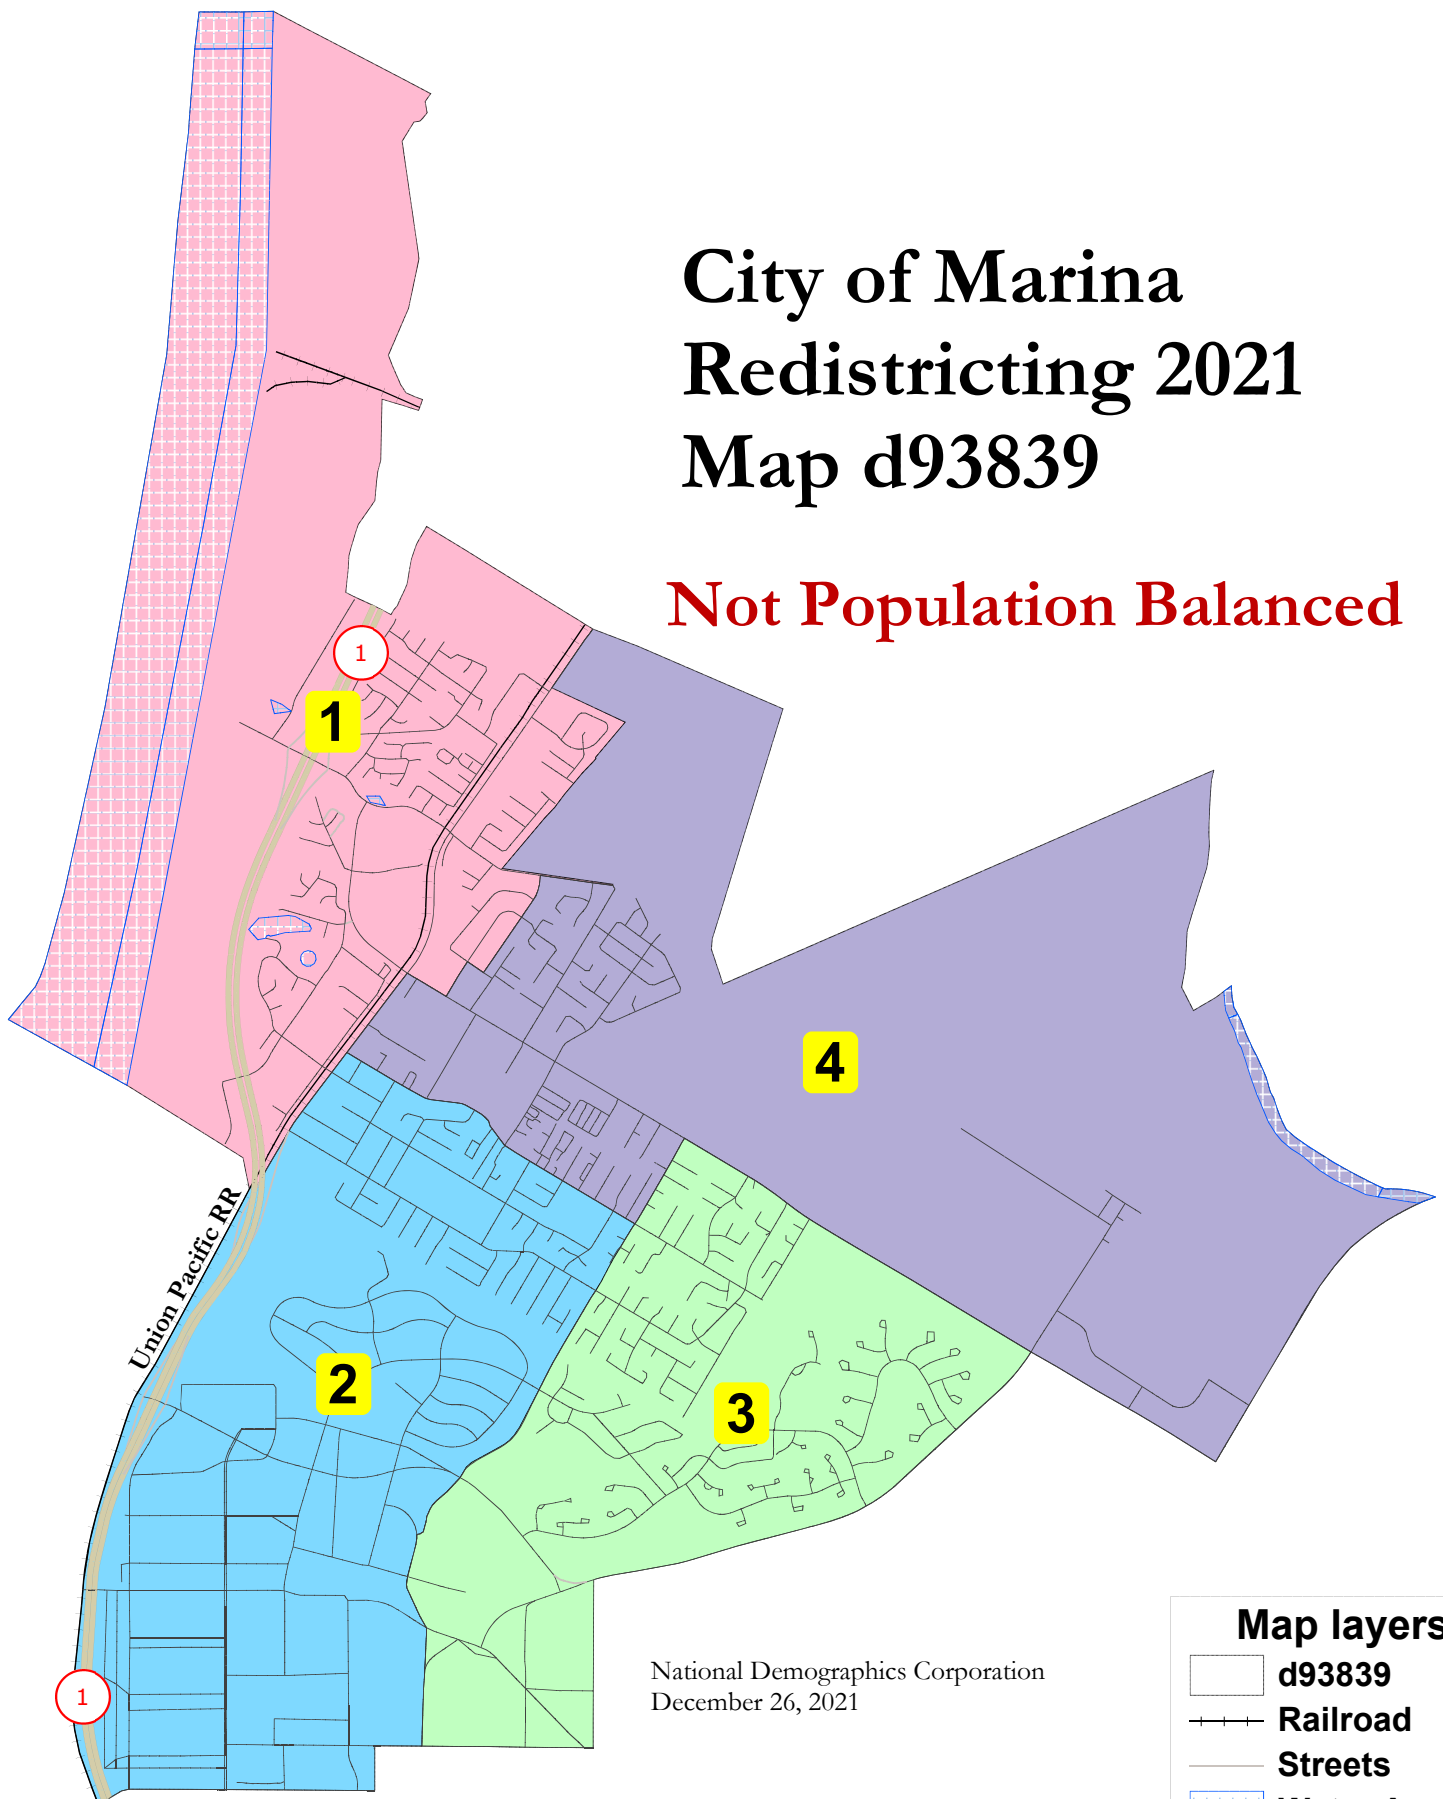 City of Marina
Redistricting 2021
Map d93839
Not Population Balanced
1
1
4
Union Pacific RR
2
3
National Demographics Corporation
December 26, 2021
1
Map layers
d93839
Railroad
Streets